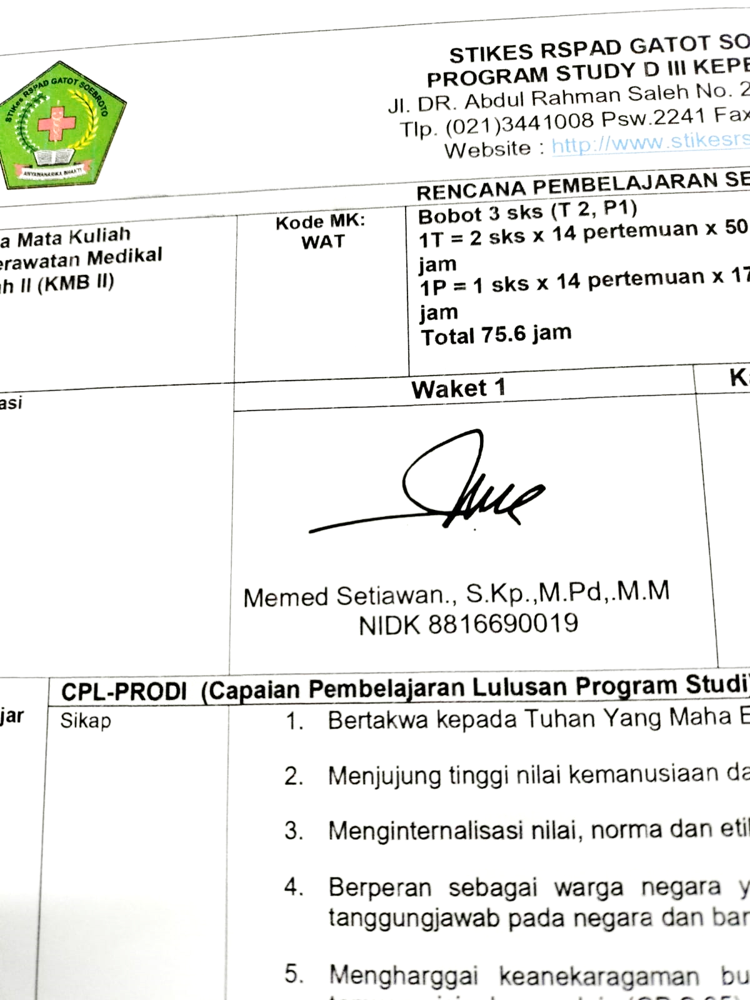 STIKes RSPAD GATOT SOEBROTO
STIKES RSPAD GATOT SO
PROGRAM STUDY D III KEPE
Jl. DR. Abdul Rahman Saleh No. 2
Tlp. (021)3441008 Psw.2241 Fax
Website : http://www.stikesrs
RENCANA PEMBELAJARAN SE
a Mata Kuliah
erawatan Medikal
ah II (KMB II)
Kode MK:
WAT
Bobot 3 sks (T 2, P1)
1T = 2 sks x 14 pertemuan x 50
jam
1P = 1 sks x 14 pertemuan x 17
jam
Total 75.6 jam
asi
Waket 1
Ka
Memed Setiawan., S.Kp.,M.Pd,.M.M
NIDK 8816690019
jar
CPL-PRODI (Capaian Pembelajaran Lulusan Program Studi)
Sikap
1. Bertakwa kepada Tuhan Yang Maha E
2. Menjujung tinggi nilai kemanusiaan da
3. Menginternalisasi nilai, norma dan etik
4. Berperan sebagai warga negara y
tanggungjawab pada negara dan ban
5. Mengharggai keanekaragaman bu